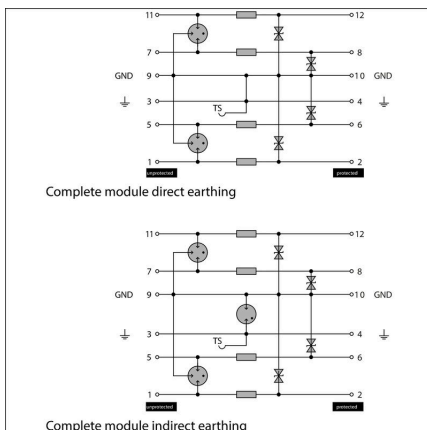 11 12
7 8
GND 9 10 GND
3 4
TS
5 6
1 2
unprotected protected
Complete module direct earthing
11 12
7 8
GND 9 10 GND
3 4
TS
5 6
1 2
unprotected protected
Complete module indirect earthing